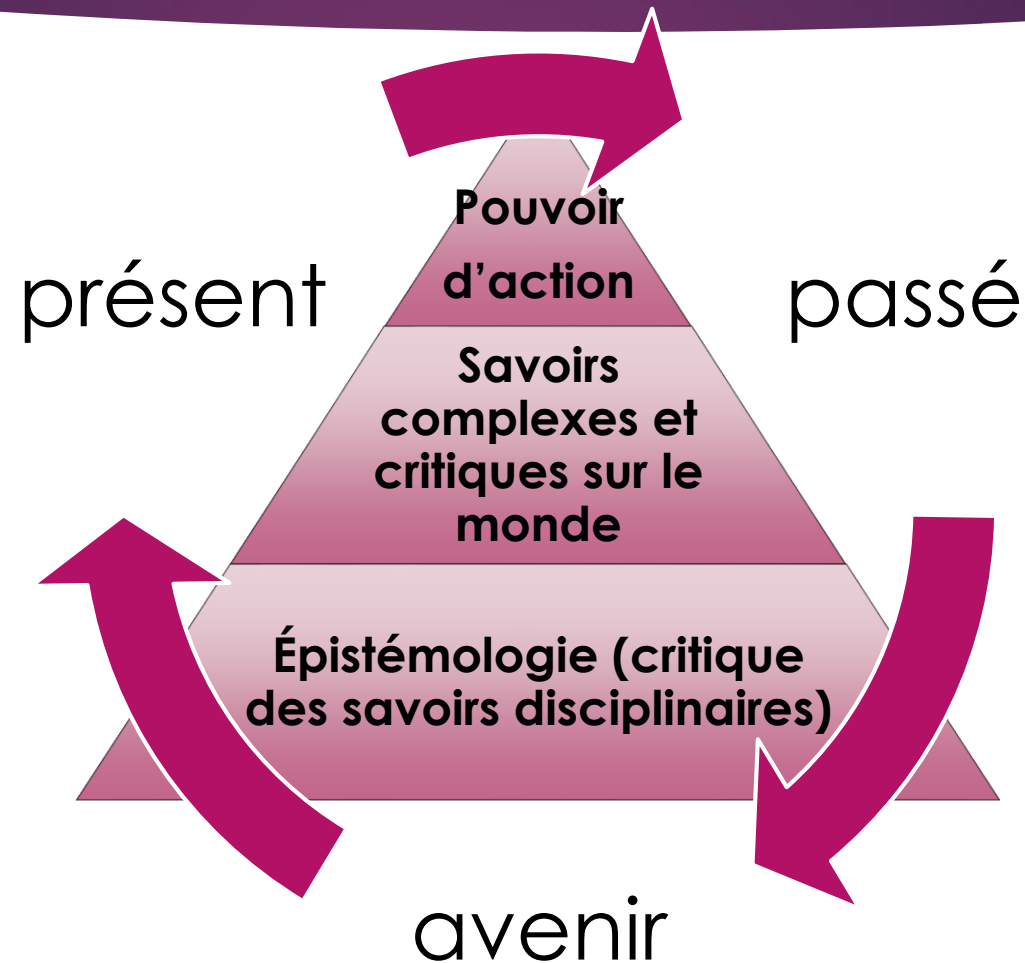 Pouvoir
d’action
présent
passé
Savoirs
complexes et
critiques sur le
monde
Épistémologie (critique
des savoirs disciplinaires)
avenir